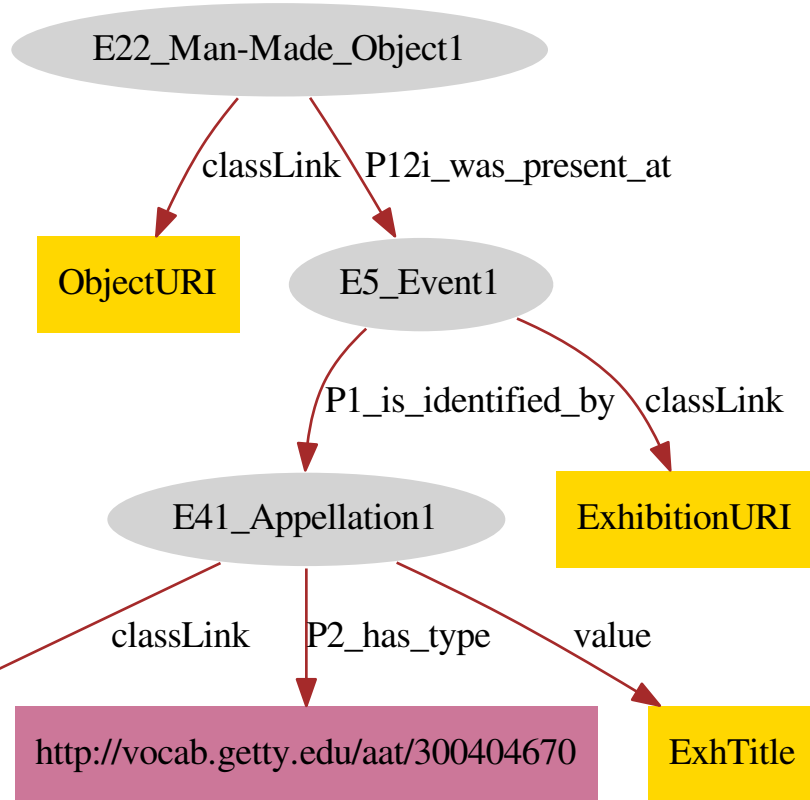 E22_Man-Made_Object1
classLink P12i_was_present_at
ObjectURI E5_Event1
P1_is_identified_by classLink
E41_Appellation1 ExhibitionURI
classLink P2_has_type value
http://vocab.getty.edu/aat/300404670 ExhTitle